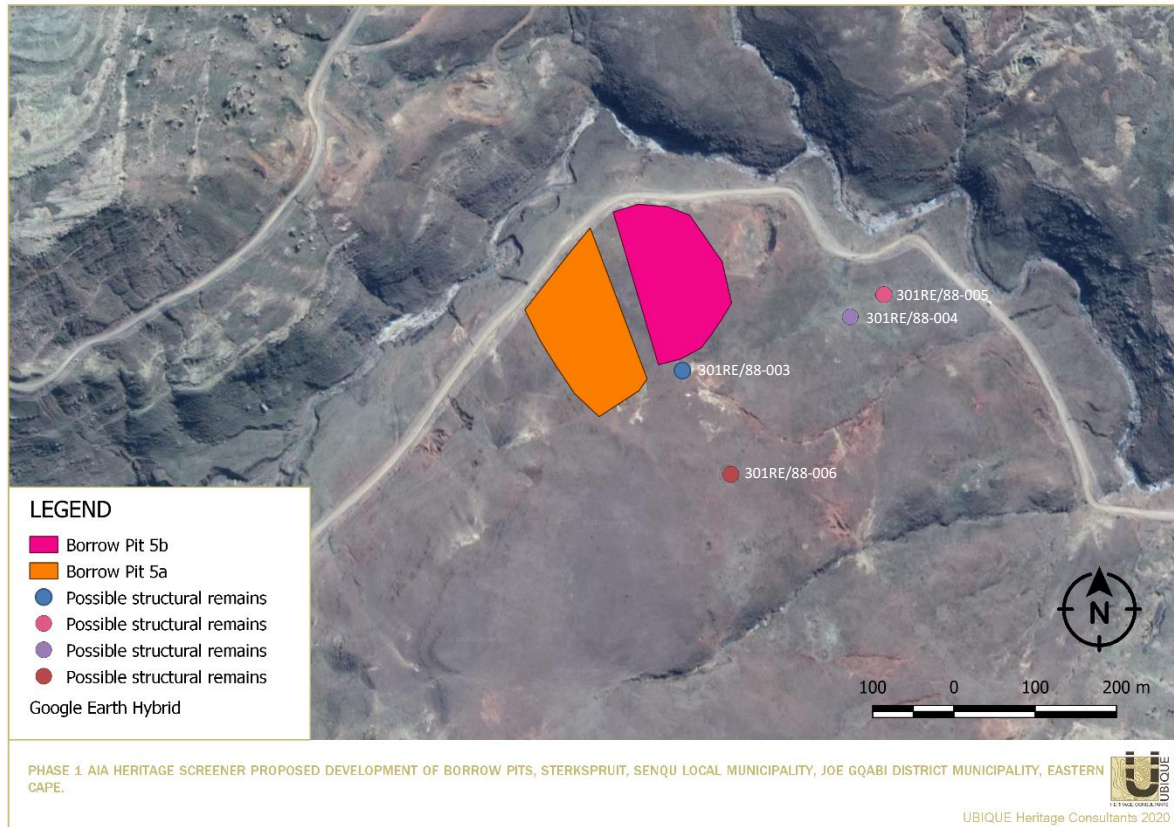 301RE/88-005
301RE/88-004
301RE/88-003
301RE/88-006
LEGEND
Borrow Pit 5b
Borrow Pit 5a
Possible structural remains
Possible structural remains
Possible structural remains
Possible structural remains
Google Earth Hybrid
N
100 0 100 200 m
PHASE 1 AIA HERITAGE SCREENER PROPOSED DEVELOPMENT OF BORROW PITS, STERKSPRUIT, SENQU LOCAL MUNICIPALITY, JOE GQABI DISTRICT MUNICIPALITY, EASTERN
CAPE.
UBIQUE
HERITAGE CONSULTANTS
UBIQUE Heritage Consultants 2020